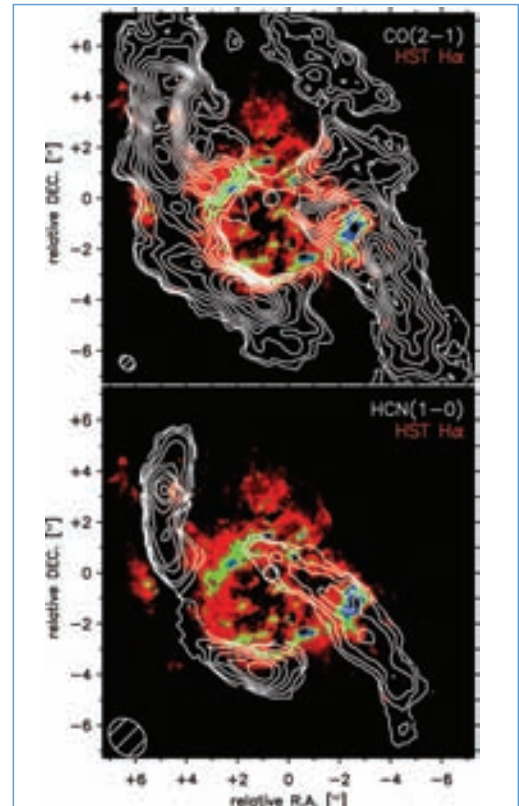 CO(2-1)
HST Hα
+6
+4
+2
0
-2
-4
-6
relative DEC. ["]
HCN(1-0)
HST Hα
+6
+4
+2
0
-2
-4
-6
relative DEC. ["]
+6 +4 +2 0 -2 -4 -6
relative R.A. ["]